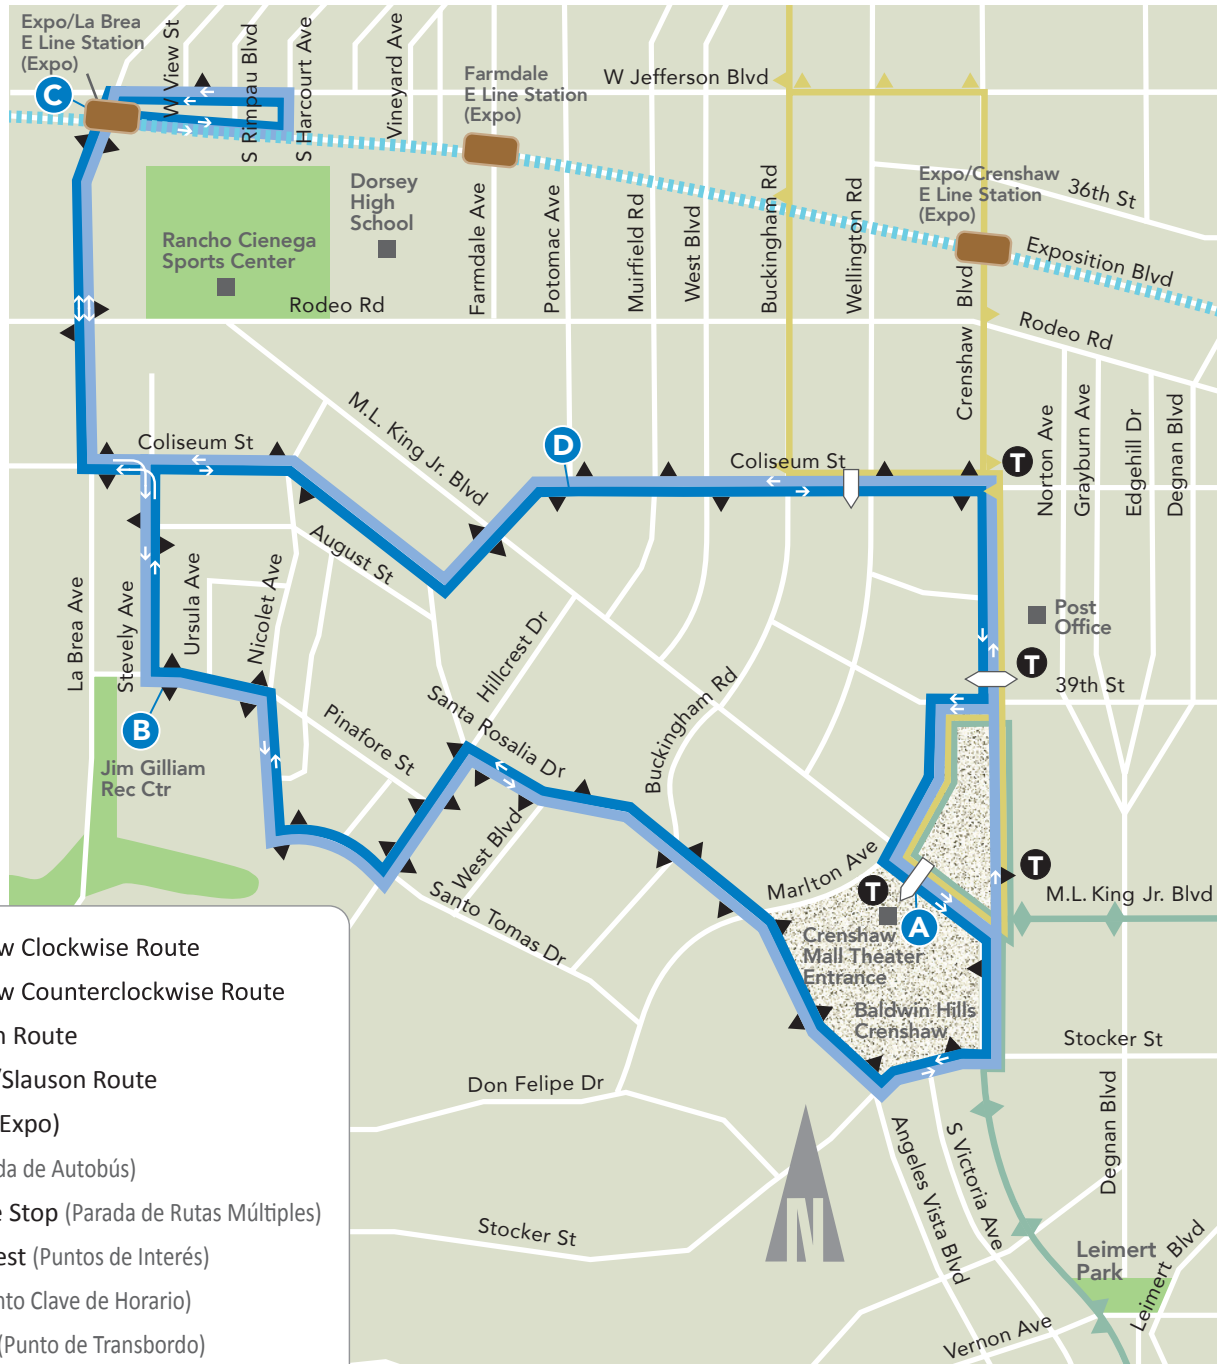 Expo/La Brea
E Line Station
(Expo)
C
W View St
S Rimpau Blvd
S Harcourt Ave
Vineyard Ave
Farmdale
E Line Station
(Expo)
W Jefferson Blvd
Expo/Crenshaw
E Line Station
(Expo)
36th St
Exposition Blvd
Dorsey
High
School
Rancho Cienega
Sports Center
Rodeo Rd
Farmdale Ave
Potomac Ave
Muirfield Rd
West Blvd
Buckingham Rd
Wellington Rd
Crenshaw Blvd
Rodeo Rd
Norton Ave
Grayburn Ave
Edgehill Dr
Degnan Blvd
Coliseum St
M.L. King Jr. Blvd
D
Coliseum St
T
August St
La Brea Ave
Stevely Ave
Ursula Ave
Nicolet Ave
Hillcrest Dr
Post
Office
T
39th St
B
Jim Gilliam
Rec Ctr
Pinafore St
Santa Rosalia Dr
Buckingham Rd
West Blvd
Sa
Santo Tomas Dr
Marlton Ave
T
T
A
M.L. King Jr. Blvd
Crenshaw
Mall Theater
Entrance
Baldwin Hills
Crenshaw
Stocker St
Don Felipe Dr
Degnan Blvd
Angeles Vista Blvd
S Victoria Ave
N
Stocker St
Leimert
Park
Leimert Blvd
Vernon Ave
w Clockwise Route
w Counterclockwise Route
n Route
/Slauson Route
Expo)
da de Autobús)
e Stop (Parada de Rutas Múltiples)
est (Puntos de Interés)
nto Clave de Horario)
(Punto de Transbordo)